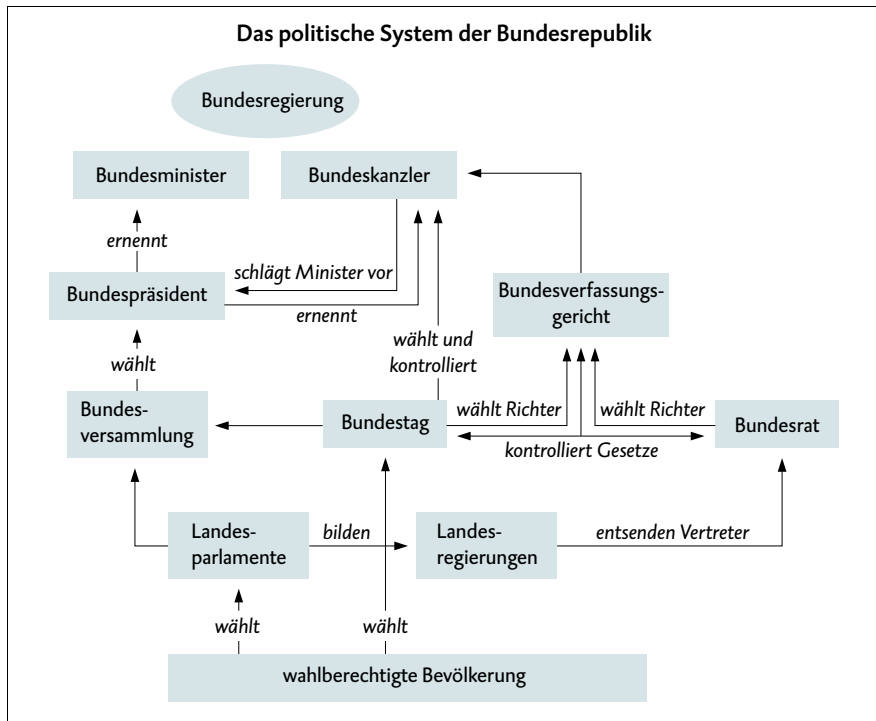 Das politische System der Bundesrepublik
Bundesregierung
Bundesminister
Bundeskanzler
ernennt
schlägt Minister vor
Bundespräsident
ernennt
Bundesverfassungs-
gericht
wählt und
kontrolliert
wählt
Bundes-
versammlung
Bundestag
wählt Richter
wählt Richter
Bundesrat
kontrolliert Gesetze
Landes-
parlamente
bilden
Landes-
regierungen
entsenden Vertreter
wählt
wählt
wahlberechtigte Bevölkerung